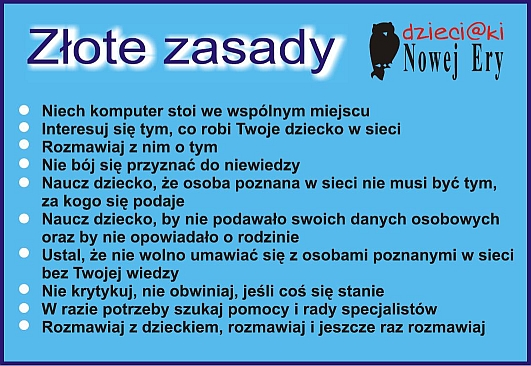 Złote zasady
dzieci@ki
Nowej Ery
Niech komputer stoi we wspólnym miejscu
Interesuj się tym, co robi Twoje dziecko w sieci
Rozmawiaj z nim o tym
Nie bój się przyznać do niewiedzy
Naucz dziecko, że osoba poznana w sieci nie musi być tym,
za kogo się podaje
Naucz dziecko, by nie podawało swoich danych osobowych
oraz by nie opowiadało o rodzinie
Ustal, że nie wolno umawiać się z osobami poznanymi w sieci
bez Twojej wiedzy
Nie krytykuj, nie obwiniaj, jeśli coś się stanie
W razie potrzeby szukaj pomocy i rady specjalistów
Rozmawiaj z dzieckiem, rozmawiaj i jeszcze raz rozmawiaj